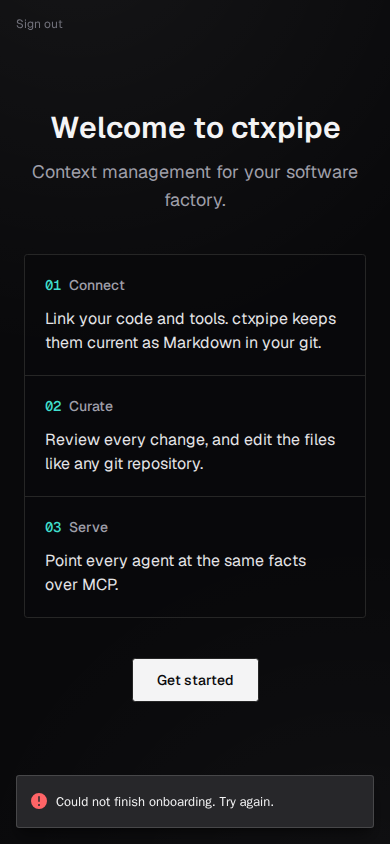 Sign out
Welcome to ctxpipe
Context management for your software
factory.
01 Connect
Link your code and tools. ctxpipe keeps
them current as Markdown in your git.
02 Curate
Review every change, and edit the files
like any git repository.
03 Serve
Point every agent at the same facts
over MCP.
Get started
Could not finish onboarding. Try again.